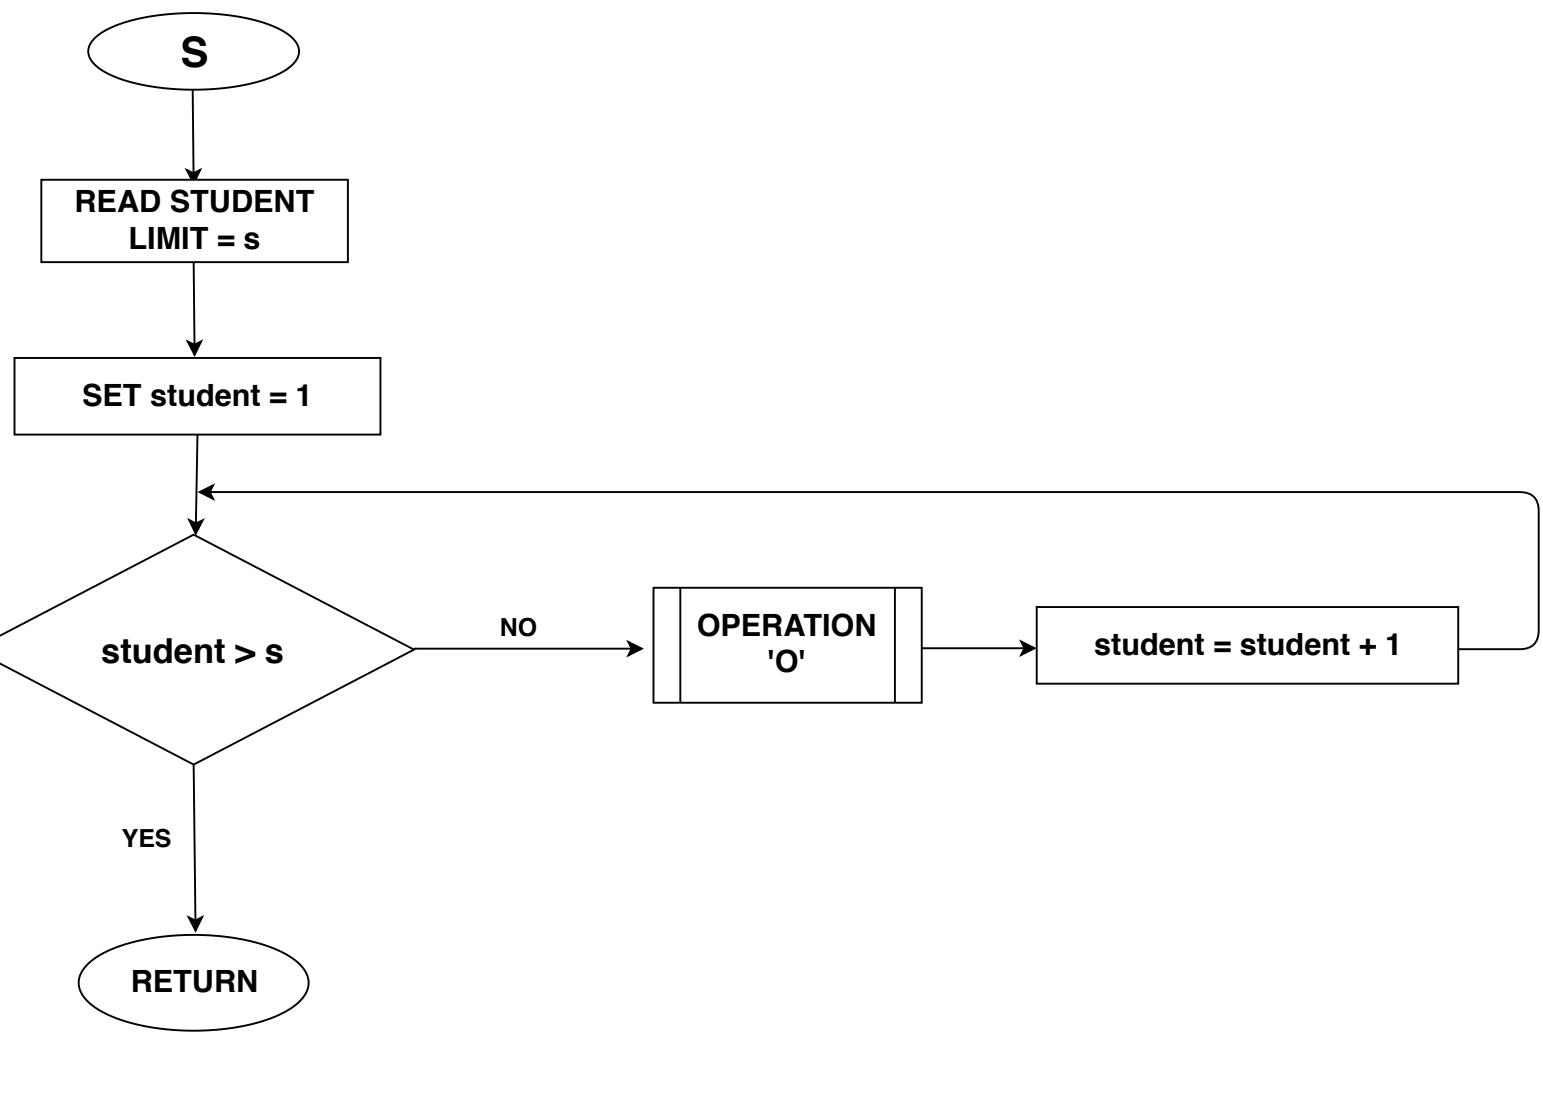 S
READ STUDENT
LIMIT = s
SET student = 1
student > s
NO
OPERATION
'O'
student = student + 1
YES
RETURN